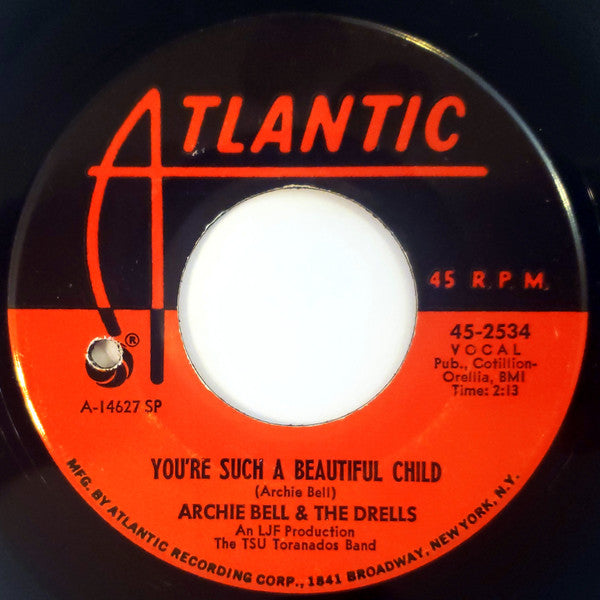 ATLANTIC
45 R.P.M.
45-2534
VOCAL
Pub., Cotillion-
Orellia, BMI
Time: 2:13
®
A-14627 SP
YOU'RE SUCH A BEAUTIFUL CHILD
(Archie Bell)
ARCHIE BELL & THE DRELLS
An LJF Production
The TSU Toranados Band
MFG. BY ATLANTIC RECORDING CORP., 1841 BROADWAY, NEW YORK, N.Y.